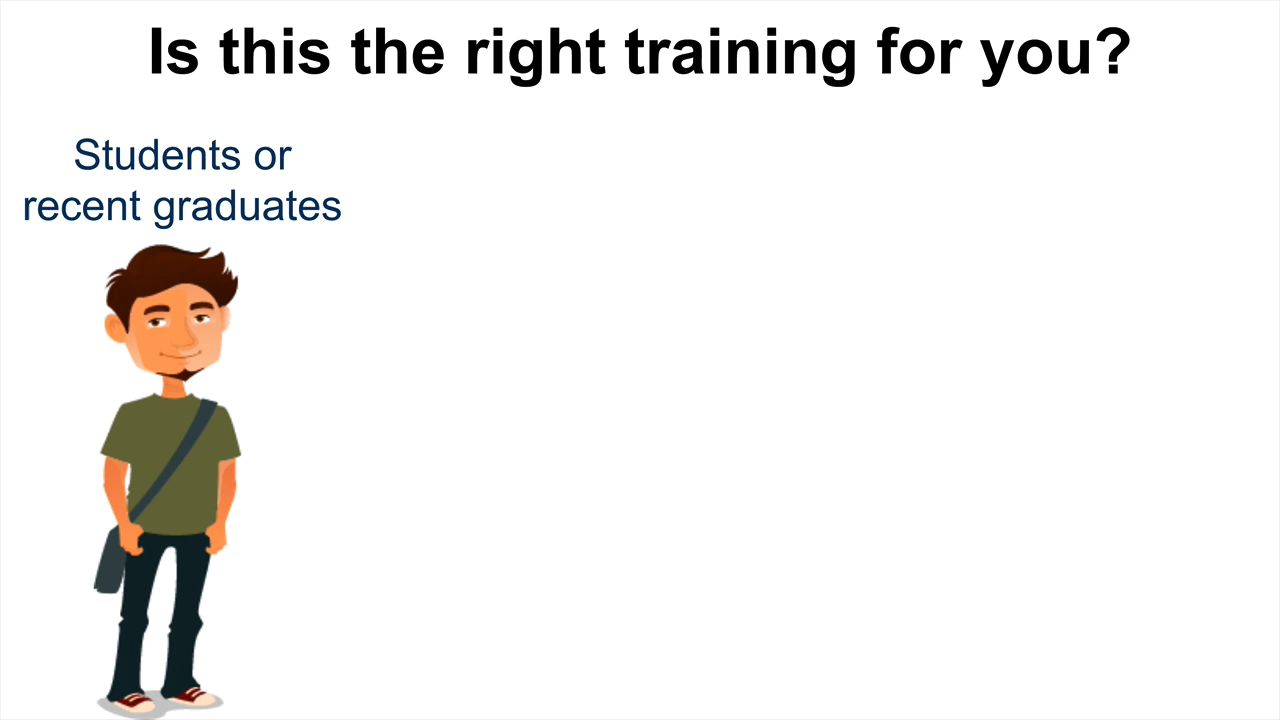 Is this the right training for you?
Students or
recent graduates